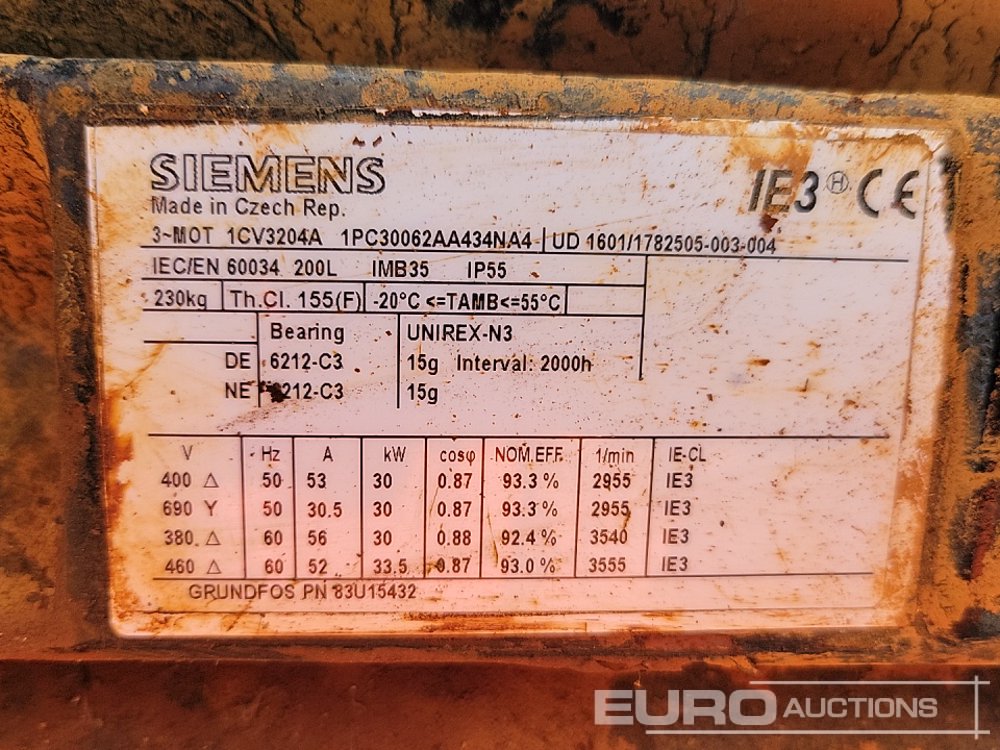 SIEMENS
IE3 H CE
Made in Czech Rep.
3~MOT 1CV3204A 1PC30062AA434NA4 UD 1601/1782505-003-004
IEC/EN 60034 200L IMB35 IP55
230kg Th.Cl. 155(F) -20°C <=TAMB<=55°C
Bearing UNIREX-N3
DE 6212-C3 15g Interval: 2000h
NE 6212-C3 15g
V Hz A kW cosφ NOM.EFF. 1/min IE-CL
400 Δ 50 53 30 0.87 93.3 % 2955 IE3
690 Y 50 30.5 30 0.87 93.3 % 2955 IE3
380 Δ 60 56 30 0.88 92.4 % 3540 IE3
460 Δ 60 52 33.5 0.87 93.0 % 3555 IE3
GRUNDFOS PN 83U15432
EURO AUCTIONS